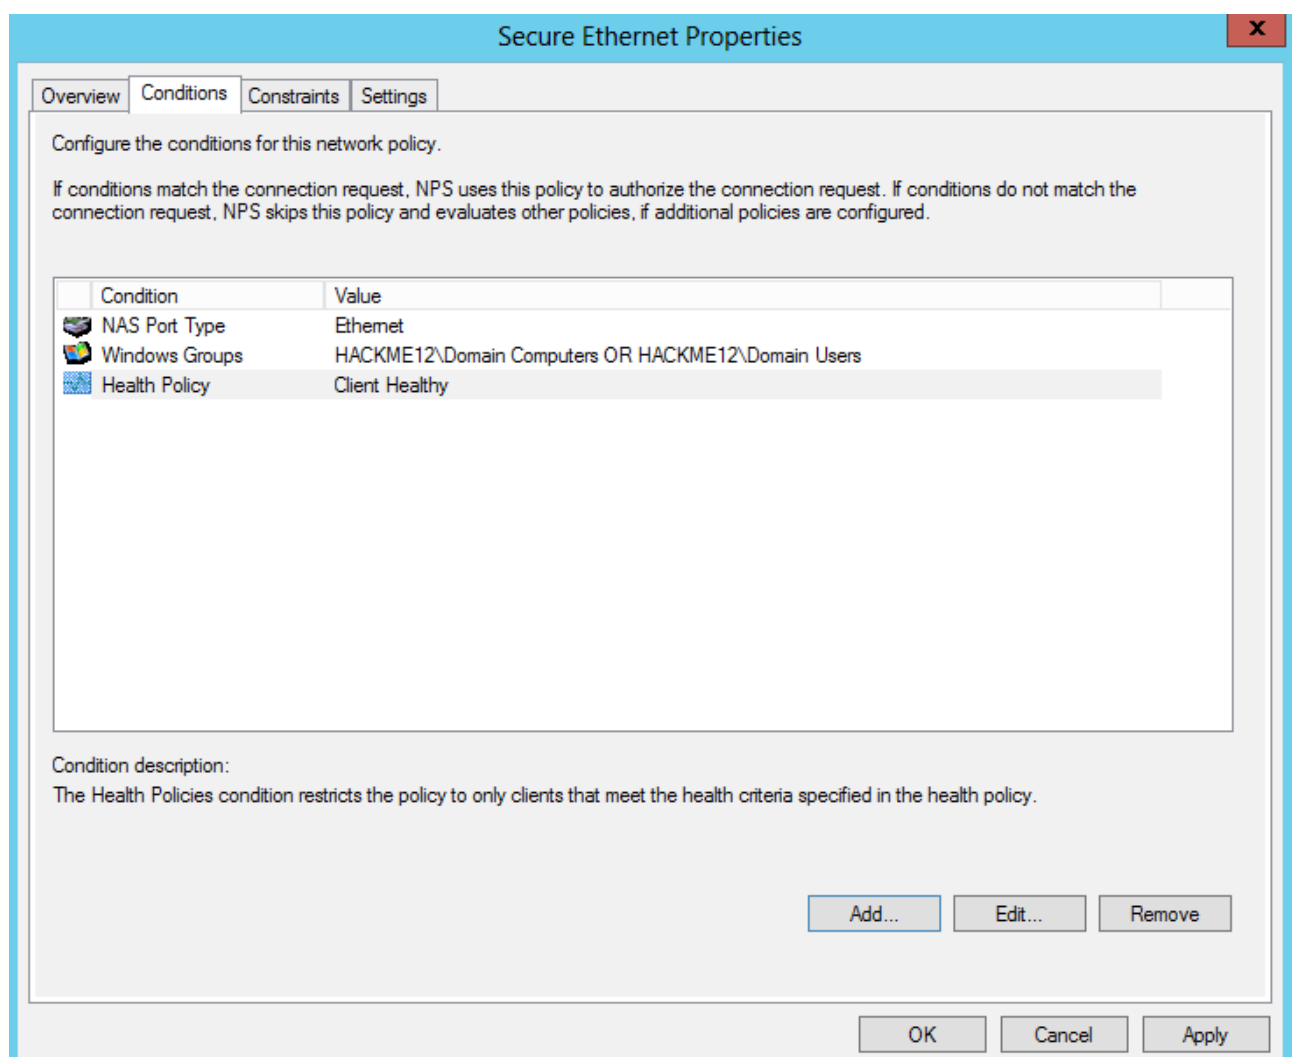 Secure Ethernet Properties
x
Overview Conditions Constraints Settings
Configure the conditions for this network policy.
If conditions match the connection request, NPS uses this policy to authorize the connection request. If conditions do not match the
connection request, NPS skips this policy and evaluates other policies, if additional policies are configured.
Condition Value
NAS Port Type Ethernet
Windows Groups HACKME12\Domain Computers OR HACKME12\Domain Users
Health Policy Client Healthy
Condition description:
The Health Policies condition restricts the policy to only clients that meet the health criteria specified in the health policy.
Add... Edit... Remove
OK Cancel Apply